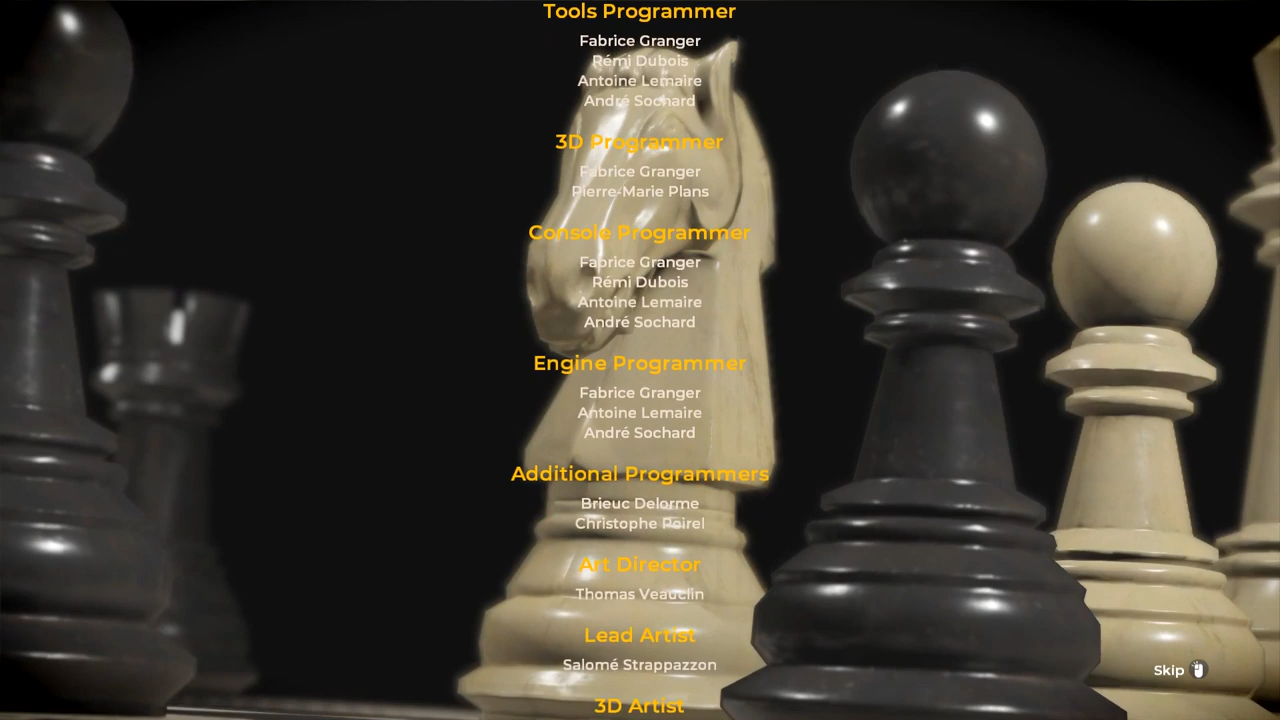 Tools Programmer
Fabrice Granger
Rémi Dubois
Antoine Lemaire
André Sochard
3D Programmer
Fabrice Granger
Pierre-Marie Plans
Console Programmer
Fabrice Granger
Rémi Dubois
Antoine Lemaire
André Sochard
Engine Programmer
Fabrice Granger
Antoine Lemaire
André Sochard
Additional Programmers
Brieuc Delorme
Christophe Peirel
Art Director
Thomas Veauclin
Lead Artist
Salomé Strappazzon
Skip
3D Artist